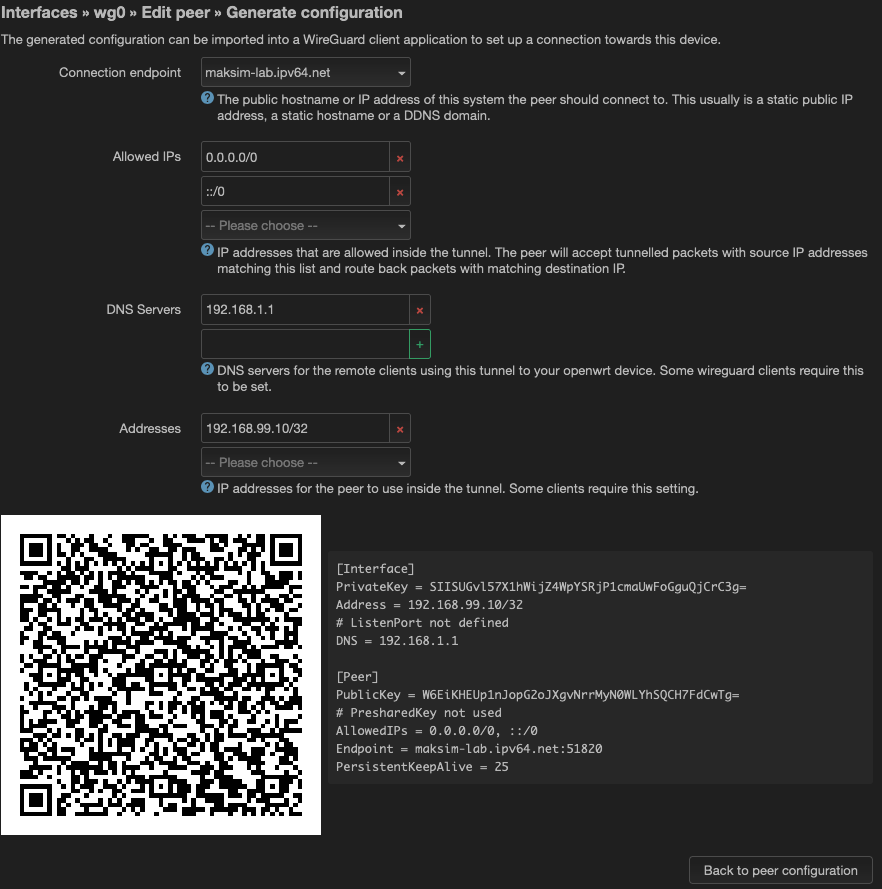 Interfaces » wg0 » Edit peer » Generate configuration
The generated configuration can be imported into a WireGuard client application to set up a connection towards this device.
Connection endpoint
maksim-lab.ipv64.net
The public hostname or IP address of this system the peer should connect to. This usually is a static public IP
address, a static hostname or a DDNS domain.
Allowed IPs
0.0.0.0/0
×
::/0
×
-- Please choose --
IP addresses that are allowed inside the tunnel. The peer will accept tunnelled packets with source IP addresses
matching this list and route back packets with matching destination IP.
DNS Servers
192.168.1.1
×
+
DNS servers for the remote clients using this tunnel to your openwrt device. Some wireguard clients require this
to be set.
Addresses
192.168.99.10/32
×
-- Please choose --
IP addresses for the peer to use inside the tunnel. Some clients require this setting.
[Interface]
PrivateKey = SIISUGvl57X1hWijZ4WpYSRjP1cmaUwFoGguQjCrC3g=
Address = 192.168.99.10/32
# ListenPort not defined
DNS = 192.168.1.1
[Peer]
PublicKey = W6EiKHEUp1nJopG2oJXgvNrrMyN0WLYhSQCH7FdCwTg=
# PresharedKey not used
AllowedIPs = 0.0.0.0/0, ::/0
Endpoint = maksim-lab.ipv64.net:51820
PersistentKeepAlive = 25
Back to peer configuration